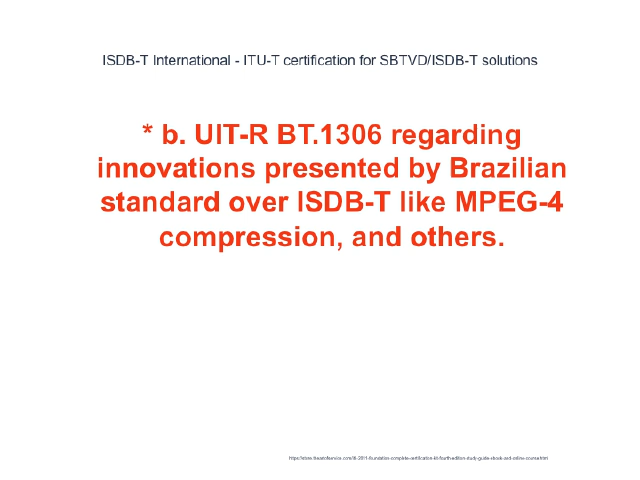 ISDB-T International - ITU-T certification for SBTVD/ISDB-T solutions
* b. UIT-R BT.1306 regarding
innovations presented by Brazilian
standard over ISDB-T like MPEG-4
compression, and others.